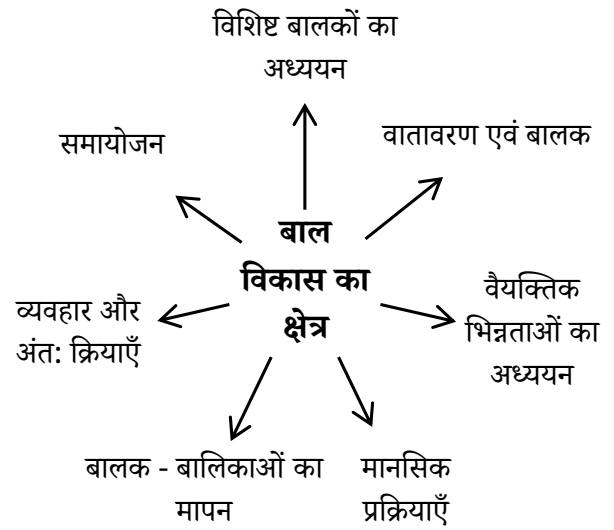 विशिष्ट बालकों का
अध्ययन
समायोजन
वातावरण एवं बालक
बाल
विकास का
क्षेत्र
व्यवहार और
अंत: क्रियाएँ
वैयक्तिक
भिन्नताओं का
अध्ययन
बालक - बालिकाओं का
मापन
मानसिक
प्रक्रियाएँ